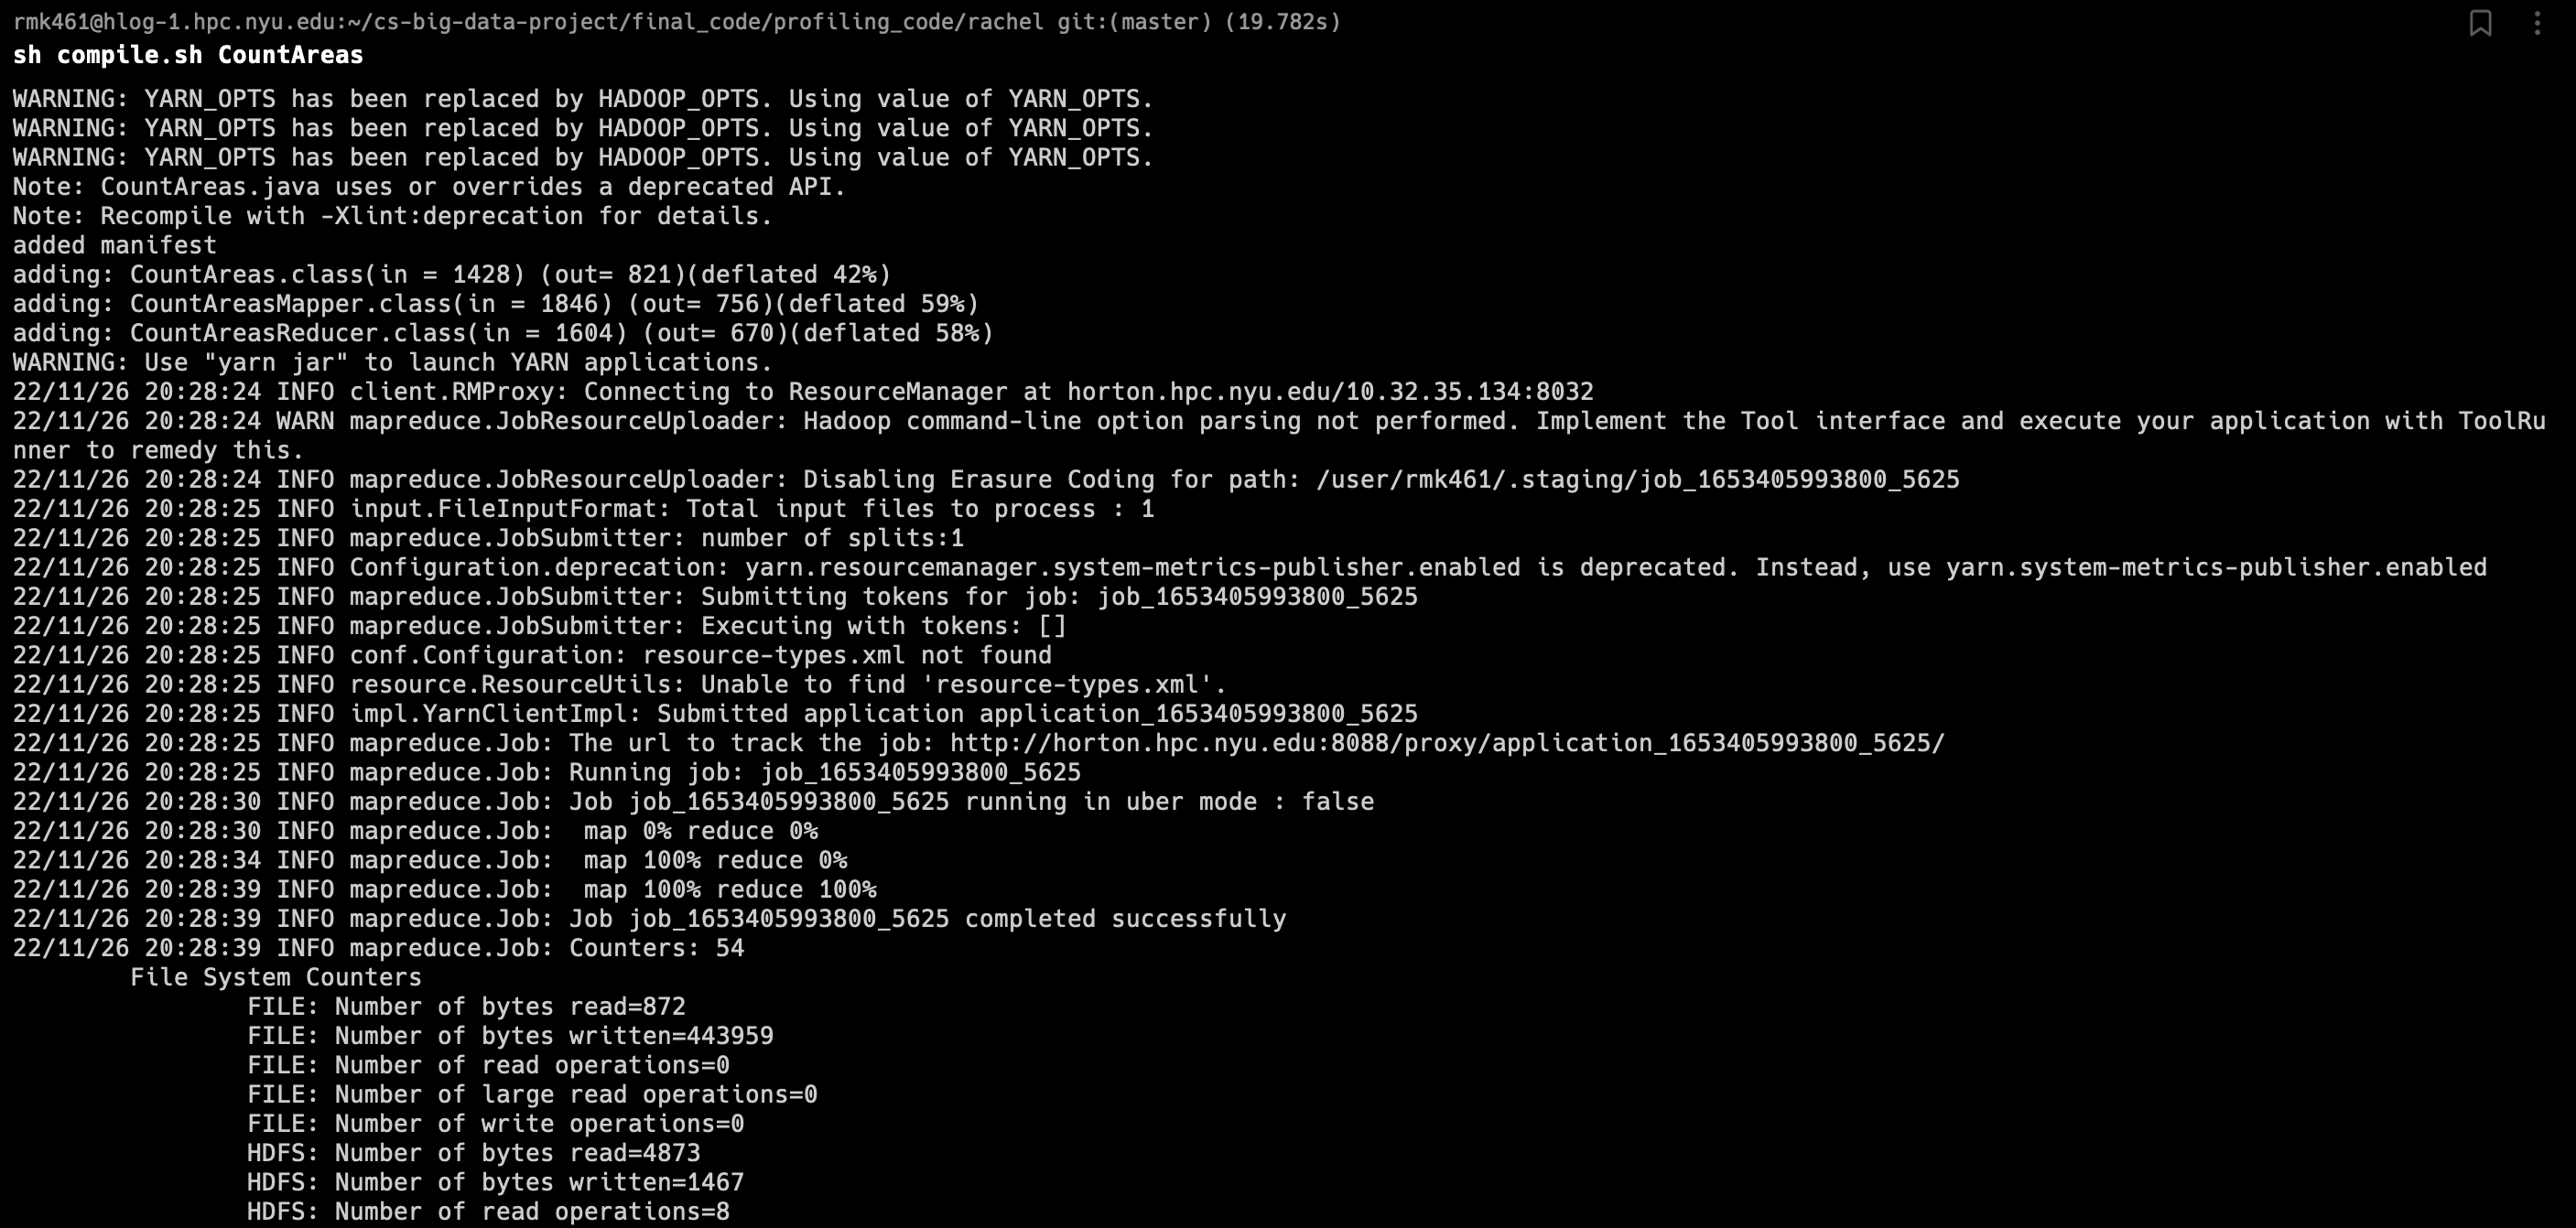 rmk461@hlog-1.hpc.nyu.edu:~/cs-big-data-project/final_code/profiling_code/rachel git:(master) (19.782s)
sh compile.sh CountAreas
WARNING: YARN_OPTS has been replaced by HADOOP_OPTS. Using value of YARN_OPTS.
WARNING: YARN_OPTS has been replaced by HADOOP_OPTS. Using value of YARN_OPTS.
WARNING: YARN_OPTS has been replaced by HADOOP_OPTS. Using value of YARN_OPTS.
Note: CountAreas.java uses or overrides a deprecated API.
Note: Recompile with -Xlint:deprecation for details.
added manifest
adding: CountAreas.class(in = 1428) (out= 821)(deflated 42%)
adding: CountAreasMapper.class(in = 1846) (out= 756)(deflated 59%)
adding: CountAreasReducer.class(in = 1604) (out= 670)(deflated 58%)
WARNING: Use "yarn jar" to launch YARN applications.
22/11/26 20:28:24 INFO client.RMProxy: Connecting to ResourceManager at horton.hpc.nyu.edu/10.32.35.134:8032
22/11/26 20:28:24 WARN mapreduce.JobResourceUploader: Hadoop command-line option parsing not performed. Implement the Tool interface and execute your application with ToolRu
nner to remedy this.
22/11/26 20:28:24 INFO mapreduce.JobResourceUploader: Disabling Erasure Coding for path: /user/rmk461/.staging/job_1653405993800_5625
22/11/26 20:28:25 INFO input.FileInputFormat: Total input files to process : 1
22/11/26 20:28:25 INFO mapreduce.JobSubmitter: number of splits:1
22/11/26 20:28:25 INFO Configuration.deprecation: yarn.resourcemanager.system-metrics-publisher.enabled is deprecated. Instead, use yarn.system-metrics-publisher.enabled
22/11/26 20:28:25 INFO mapreduce.JobSubmitter: Submitting tokens for job: job_1653405993800_5625
22/11/26 20:28:25 INFO mapreduce.JobSubmitter: Executing with tokens: []
22/11/26 20:28:25 INFO conf.Configuration: resource-types.xml not found
22/11/26 20:28:25 INFO resource.ResourceUtils: Unable to find 'resource-types.xml'.
22/11/26 20:28:25 INFO impl.YarnClientImpl: Submitted application application_1653405993800_5625
22/11/26 20:28:25 INFO mapreduce.Job: The url to track the job: http://horton.hpc.nyu.edu:8088/proxy/application_1653405993800_5625/
22/11/26 20:28:25 INFO mapreduce.Job: Running job: job_1653405993800_5625
22/11/26 20:28:30 INFO mapreduce.Job: Job job_1653405993800_5625 running in uber mode : false
22/11/26 20:28:30 INFO mapreduce.Job:  map 0% reduce 0%
22/11/26 20:28:34 INFO mapreduce.Job:  map 100% reduce 0%
22/11/26 20:28:39 INFO mapreduce.Job:  map 100% reduce 100%
22/11/26 20:28:39 INFO mapreduce.Job: Job job_1653405993800_5625 completed successfully
22/11/26 20:28:39 INFO mapreduce.Job: Counters: 54
File System Counters
FILE: Number of bytes read=872
FILE: Number of bytes written=443959
FILE: Number of read operations=0
FILE: Number of large read operations=0
FILE: Number of write operations=0
HDFS: Number of bytes read=4873
HDFS: Number of bytes written=1467
HDFS: Number of read operations=8